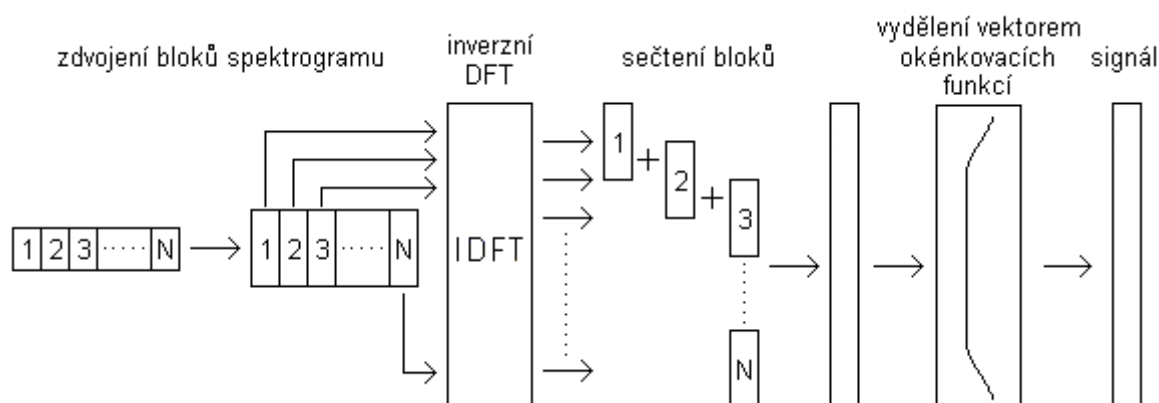 zdvojení bloků spektrogramu
inverzní
DFT
sečtení bloků
vydělení vektorem
okénkovacích
funkcí
signál
1 2 3 ...... N
1 2 3 ...... N
IDFT
1
+
2
+
3
N